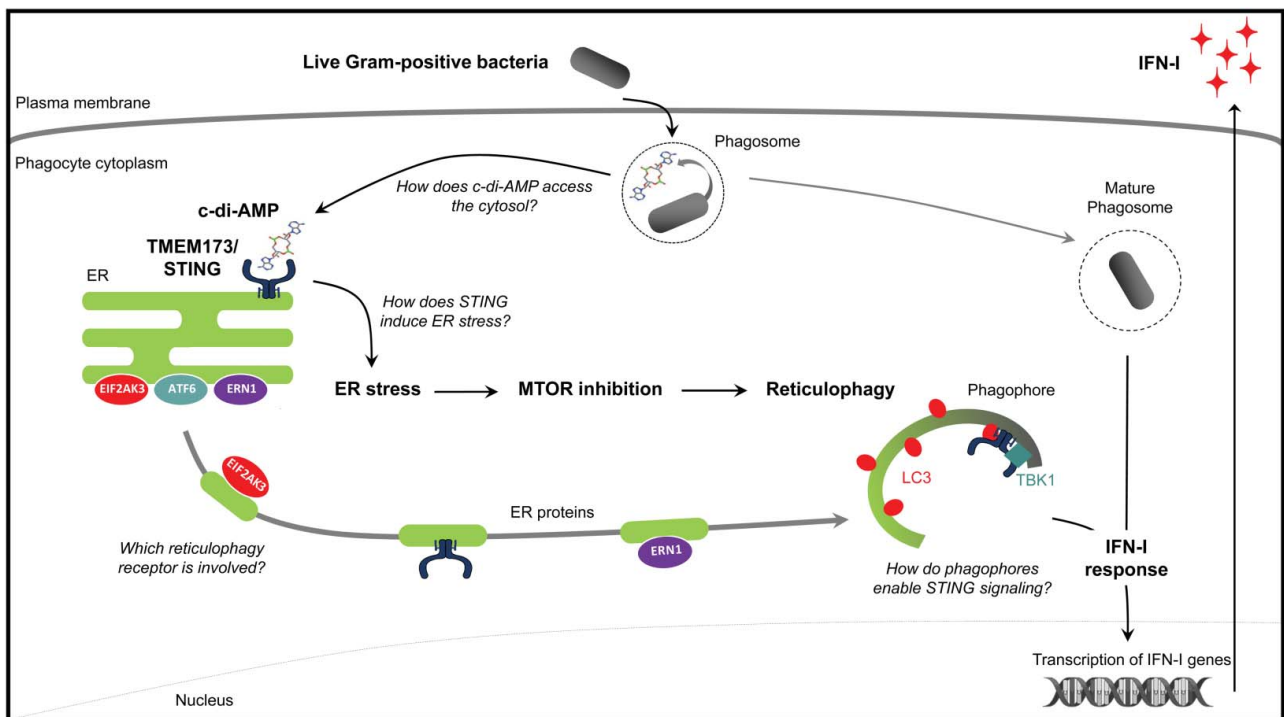 Live Gram-positive bacteria
IFN-I
Plasma membrane
Phagocyte cytoplasm
Phagosome
How does c-di-AMP access
the cytosol?
Mature
Phagosome
c-di-AMP
TMEM173/
STING
ER
How does STING
induce ER stress?
EIF2AK3
ATF6
ERN1
ER stress
MTOR inhibition
Reticulophagy
Phagophore
LC3
TBK1
EIF2AK3
ER proteins
ERN1
Which reticulophagy
receptor is involved?
How do phagophores
enable STING signaling?
IFN-I
response
Transcription of IFN-I genes
Nucleus